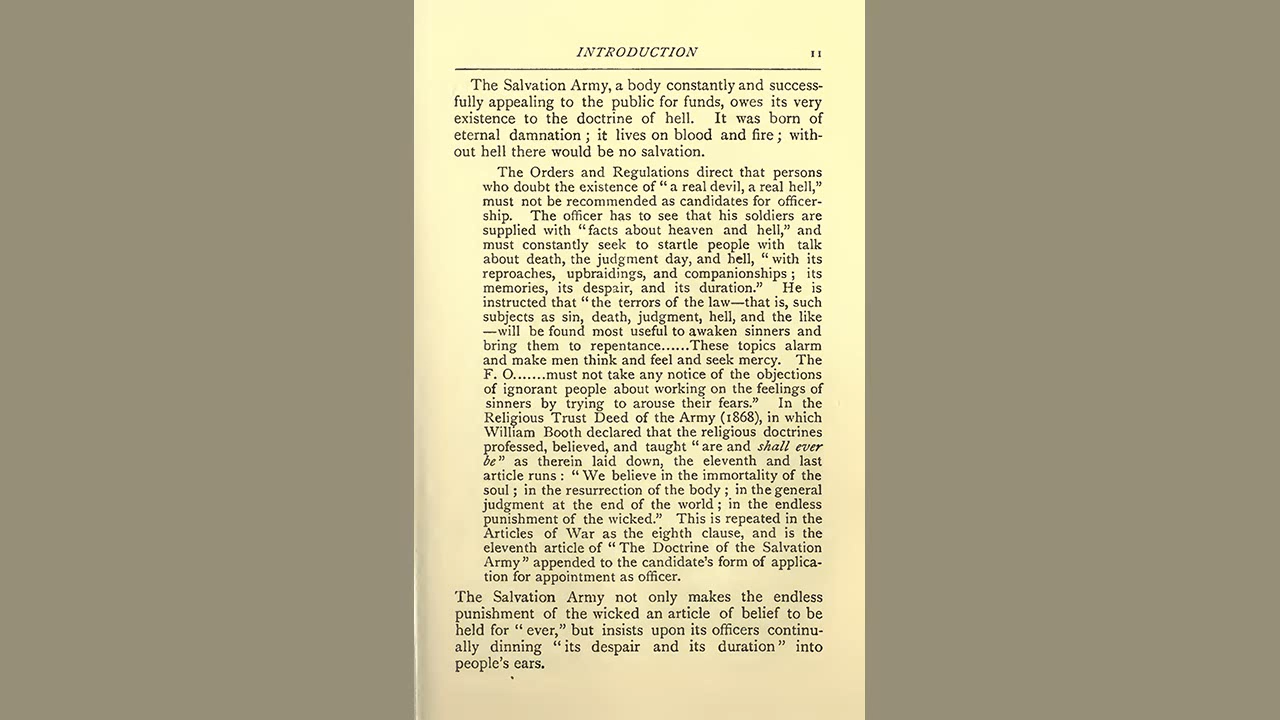 INTRODUCTION 11
The Salvation Army, a body constantly and success-
fully appealing to the public for funds, owes its very
existence to the doctrine of hell. It was born of
eternal damnation ; it lives on blood and fire ; with-
out hell there would be no salvation.
The Orders and Regulations direct that persons
who doubt the existence of “ a real devil, a real hell,”
must not be recommended as candidates for officer-
ship. The officer has to see that his soldiers are
supplied with “ facts about heaven and hell,” and
must constantly seek to startle people with talk
about death, the judgment day, and hell, “ with its
reproaches, upbraidings, and companionships ; its
memories, its despair, and its duration.” He is
instructed that “ the terrors of the law—that is, such
subjects as sin, death, judgment, hell, and the like
—will be found most useful to awaken sinners and
bring them to repentance......These topics alarm
and make men think and feel and seek mercy. The
F. O.......must not take any notice of the objections
of ignorant people about working on the feelings of
sinners by trying to arouse their fears.” In the
Religious Trust Deed of the Army (1868), in which
William Booth declared that the religious doctrines
professed, believed, and taught “ are and shall ever
be” as therein laid down, the eleventh and last
article runs : “ We believe in the immortality of the
soul ; in the resurrection of the body ; in the general
judgment at the end of the world ; in the endless
punishment of the wicked.” This is repeated in the
Articles of War as the eighth clause, and is the
eleventh article of “ The Doctrine of the Salvation
Army” appended to the candidate’s form of applica-
tion for appointment as officer.
The Salvation Army not only makes the endless
punishment of the wicked an article of belief to be
held for “ ever,” but insists upon its officers continu-
ally dinning “ its despair and its duration ” into
people’s ears.